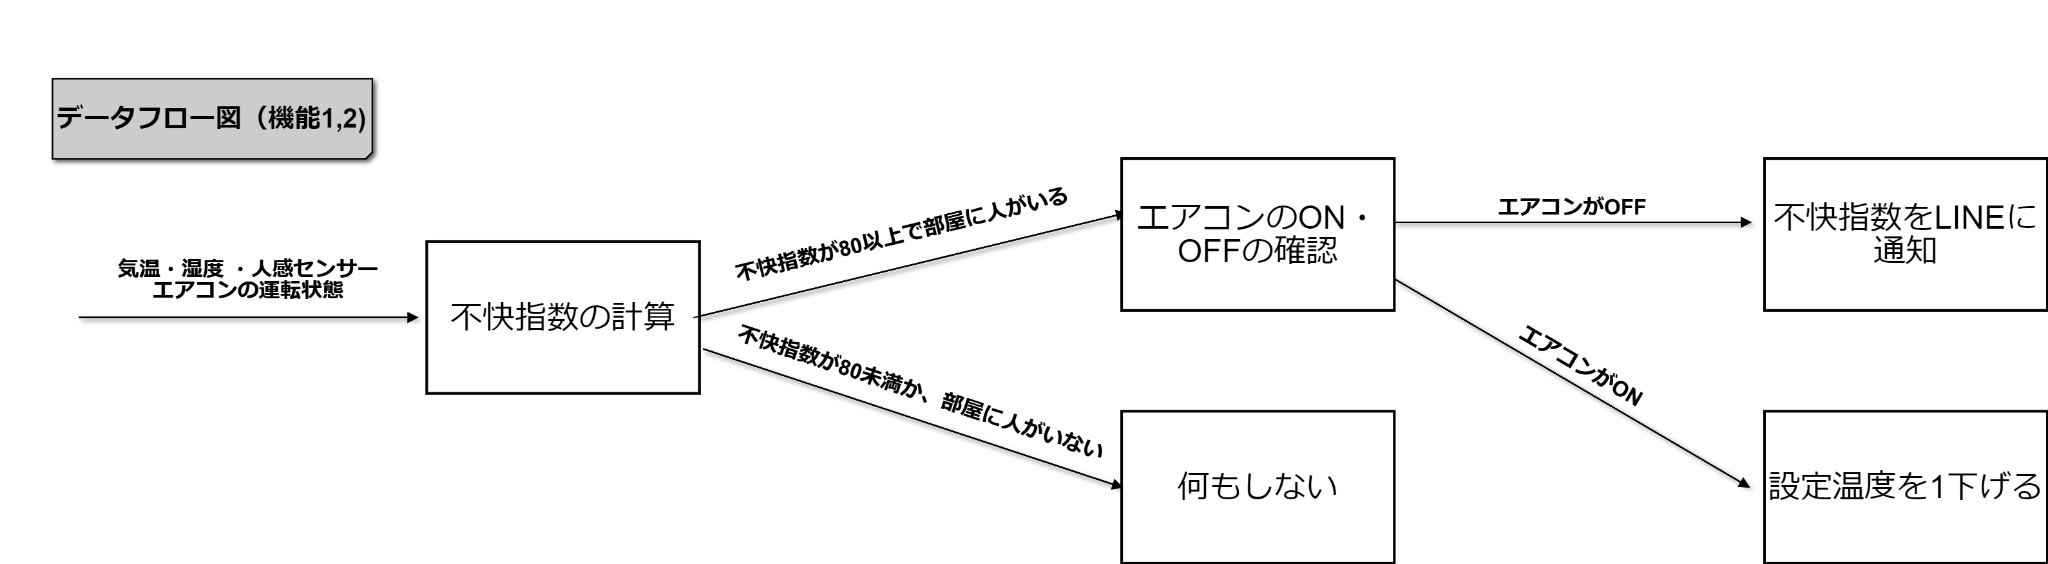 データフロー図（機能1,2)
気温・湿度 ・人感センサー
エアコンの運転状態
不快指数の計算
不快指数が80以上で部屋に人がいる
不快指数が80未満か、部屋に人がいない
エアコンのON・
OFFの確認
何もしない
エアコンがOFF
エアコンがON
不快指数をLINEに
通知
設定温度を1下げる